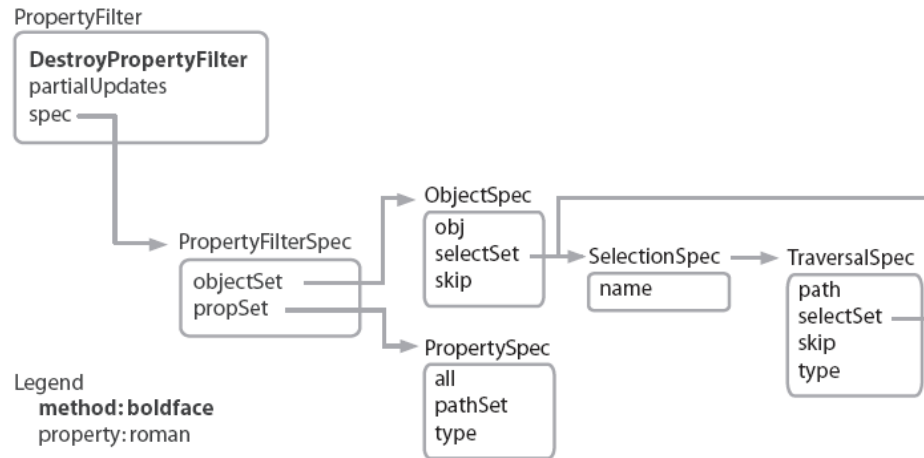 PropertyFilter
DestroyPropertyFilter
partialUpdates
spec
PropertyFilterSpec
objectSet
propSet
ObjectSpec
obj
selectSet
skip
SelectionSpec
name
TraversalSpec
path
selectSet
skip
type
PropertySpec
all
pathSet
type
Legend
method: boldface
property: roman